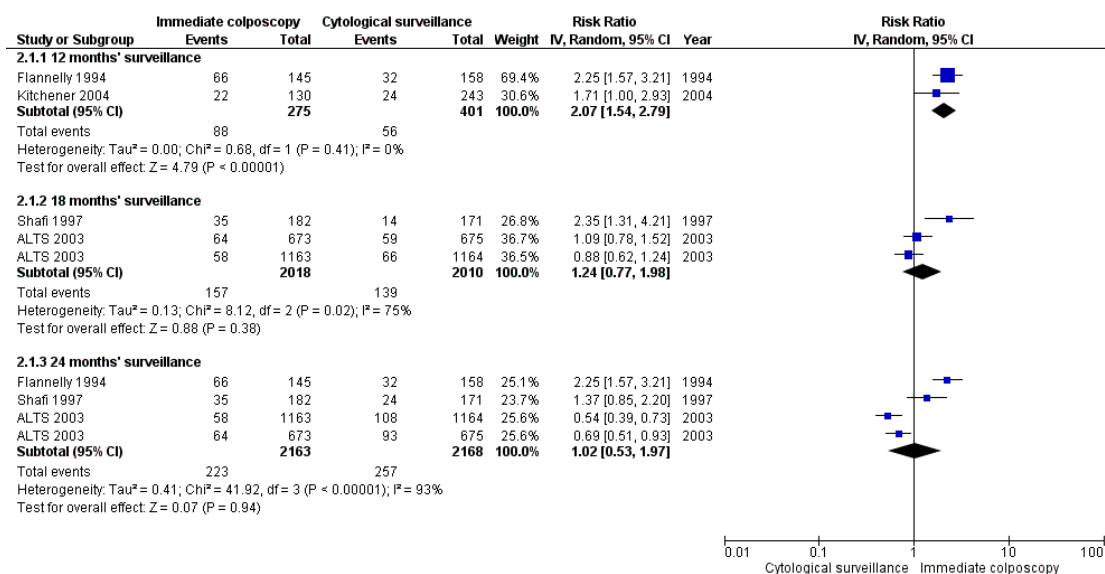 Immediate colposcopy Cytological surveillance Risk Ratio Risk Ratio
Study or Subgroup Events Total Events Total Weight IV, Random, 95% CI Year IV, Random, 95% CI
2.1.1 12 months' surveillance
Flannelly 1994 66 145 32 158 69.4% 2.25 [1.57, 3.21] 1994
Kitchener 2004 22 130 24 243 30.6% 1.71 [1.00, 2.93] 2004
Subtotal (95% CI) 275 401 100.0% 2.07 [1.54, 2.79]
Total events 88 56
Heterogeneity: Tau² = 0.00; Chi² = 0.68, df = 1 (P = 0.41); I² = 0%
Test for overall effect: Z = 4.79 (P < 0.00001)
2.1.2 18 months' surveillance
Shafi 1997 35 182 14 171 26.8% 2.35 [1.31, 4.21] 1997
ALTS 2003 64 673 59 675 36.7% 1.09 [0.78, 1.52] 2003
ALTS 2003 58 1163 66 1164 36.5% 0.88 [0.62, 1.24] 2003
Subtotal (95% CI) 2018 2010 100.0% 1.24 [0.77, 1.98]
Total events 157 139
Heterogeneity: Tau² = 0.13; Chi² = 8.12, df = 2 (P = 0.02); I² = 75%
Test for overall effect: Z = 0.88 (P = 0.38)
2.1.3 24 months' surveillance
Flannelly 1994 66 145 32 158 25.1% 2.25 [1.57, 3.21] 1994
Shafi 1997 35 182 24 171 23.7% 1.37 [0.85, 2.20] 1997
ALTS 2003 58 1163 108 1164 25.6% 0.54 [0.39, 0.73] 2003
ALTS 2003 64 673 93 675 25.6% 0.69 [0.51, 0.93] 2003
Subtotal (95% CI) 2163 2168 100.0% 1.02 [0.53, 1.97]
Total events 223 257
Heterogeneity: Tau² = 0.41; Chi² = 41.92, df = 3 (P < 0.00001); I² = 93%
Test for overall effect: Z = 0.07 (P = 0.94)
0.01 0.1 1 10 100
Cytological surveillance Immediate colposcopy